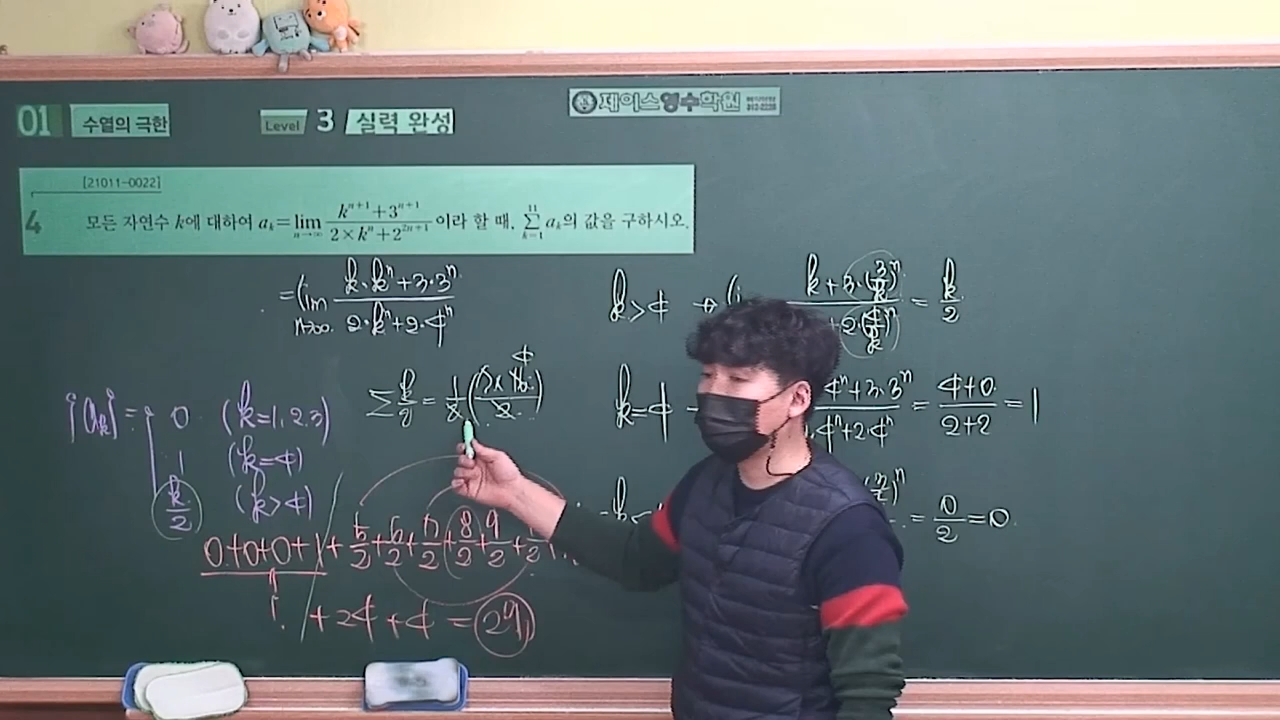 01 수열의 극한 Level 3 실력 완성
제이스영수학원
[21011-0022]
4 모든 자연수 k에 대하여 a_k = lim_{n→∞} (k^{n+1}+3^{n+1})/(2×k^n+2^{2n+1}) 이라 할 때, ∑_{k=1}^{11} a_k의 값을 구하시오.
= lim_{n→∞} (k·k^n+3·3^n)/(2·k^n+2·4^n)
∑ k/2 = 1/2
{a_k} =
0 (k=1,2,3)
1 (k=4)
k/2 (k>4)
0+0+0+1 + 5/2+6/2+7/2+8/2+9/2+
+24+4 = 29
k>4 → k+3·(3/k)^n +2·(4/k)^n = k/2
k=4 4^n+3·3^n 4^n+2·4^n = (4+0)/(2+2) = 1
= 0/2 = 0